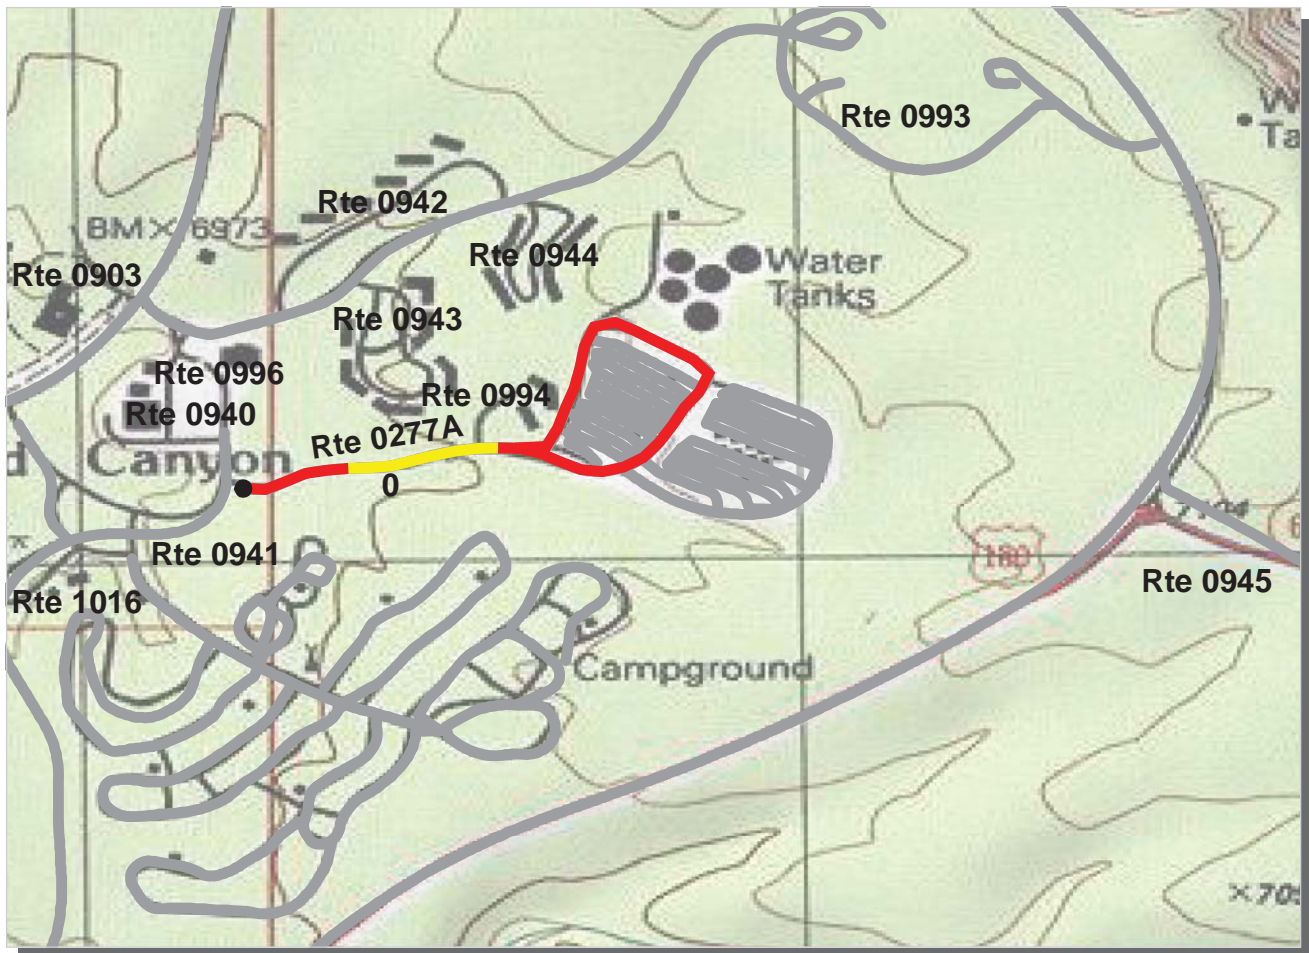 Rte 0993
Rte 0942
BM × 6973
Rte 0944
Water
Tanks
Rte 0903
Rte 0943
Rte 0996
Rte 0994
Rte 0940
Rte 0277A
Canyon
0
Rte 0941
180
Rte 0945
Rte 1016
Campground